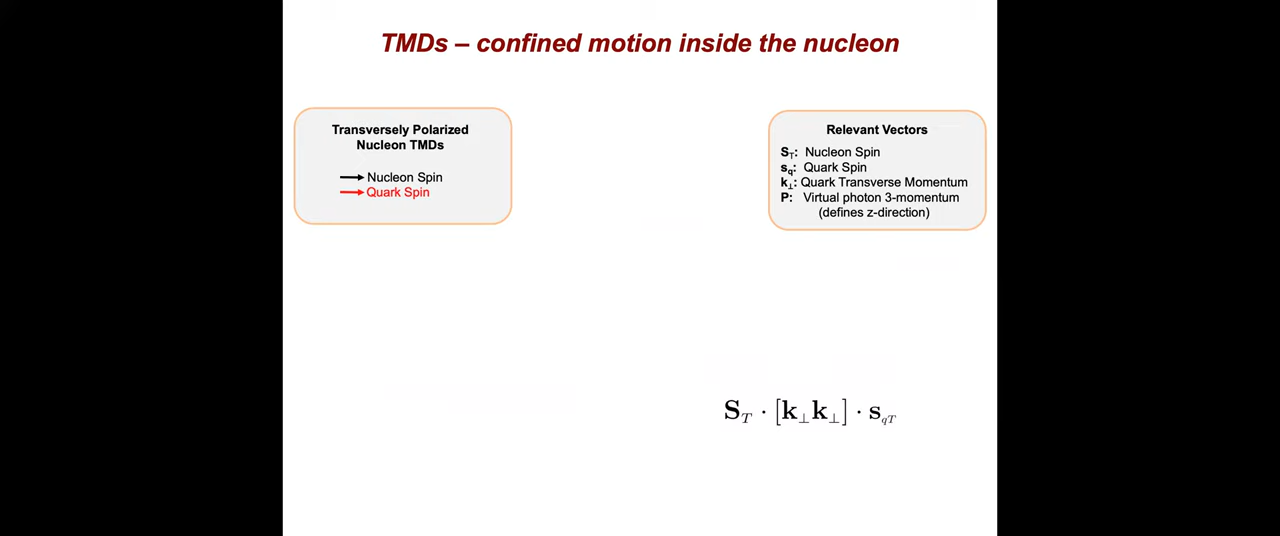 TMDs – confined motion inside the nucleon
Transversely Polarized
Nucleon TMDs
Nucleon Spin
Quark Spin
Relevant Vectors
S_T: Nucleon Spin
s_q: Quark Spin
k_⊥: Quark Transverse Momentum
P: Virtual photon 3-momentum
(defines z-direction)
S_T · [k_⊥k_⊥] · s_qT